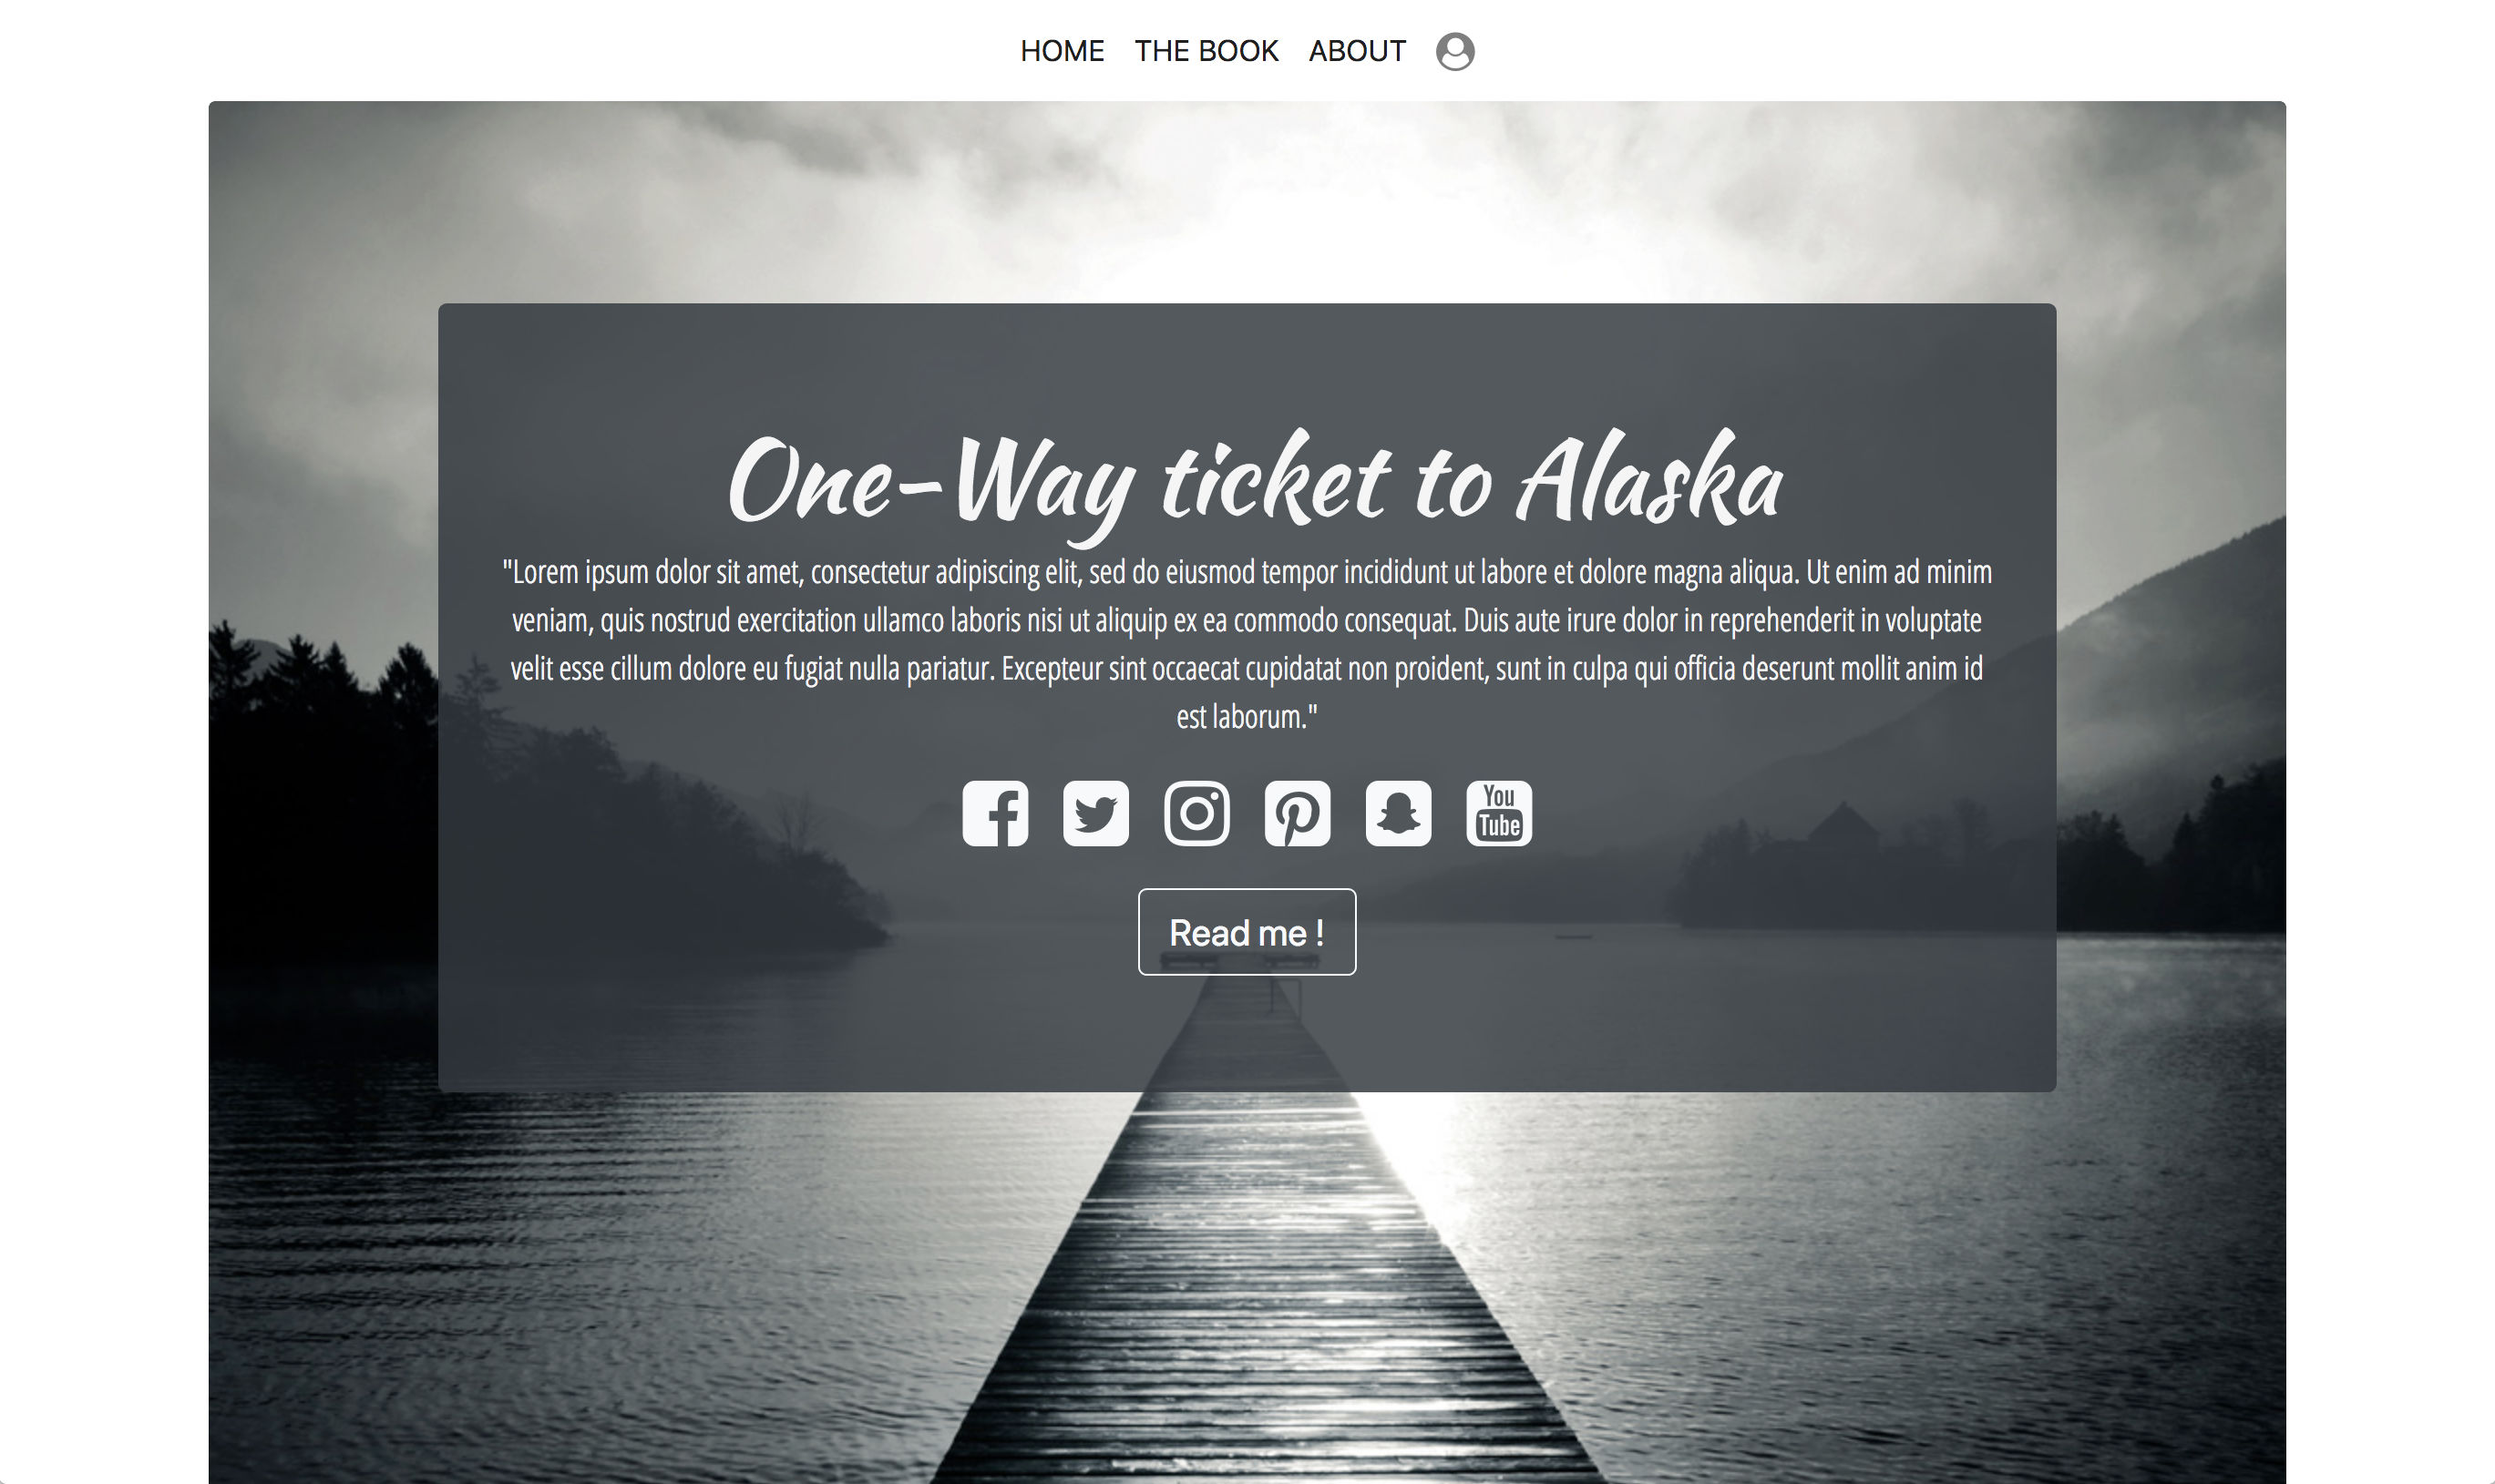 HOME THE BOOK ABOUT
One-Way ticket to Alaska
"Lorem ipsum dolor sit amet, consectetur adipiscing elit, sed do eiusmod tempor incididunt ut labore et dolore magna aliqua. Ut enim ad minim
veniam, quis nostrud exercitation ullamco laboris nisi ut aliquip ex ea commodo consequat. Duis aute irure dolor in reprehenderit in voluptate
velit esse cillum dolore eu fugiat nulla pariatur. Excepteur sint occaecat cupidatat non proident, sunt in culpa qui officia deserunt mollit anim id
est laborum."
You
Tube
Read me !